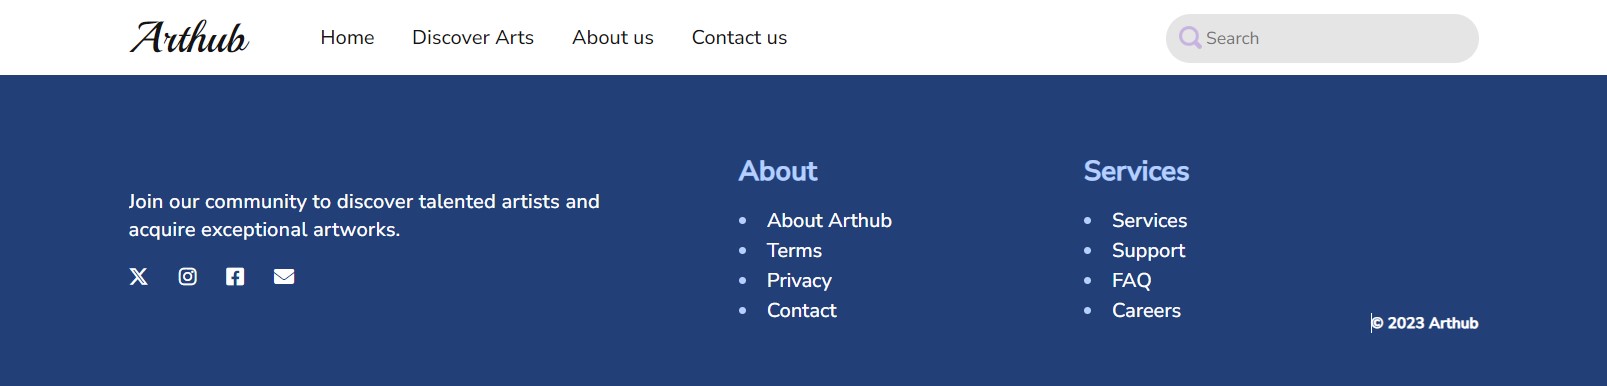 Arthub
Home
Discover Arts
About us
Contact us
Search
Join our community to discover talented artists and
acquire exceptional artworks.
About
About Arthub
Terms
Privacy
Contact
Services
Services
Support
FAQ
Careers
© 2023 Arthub